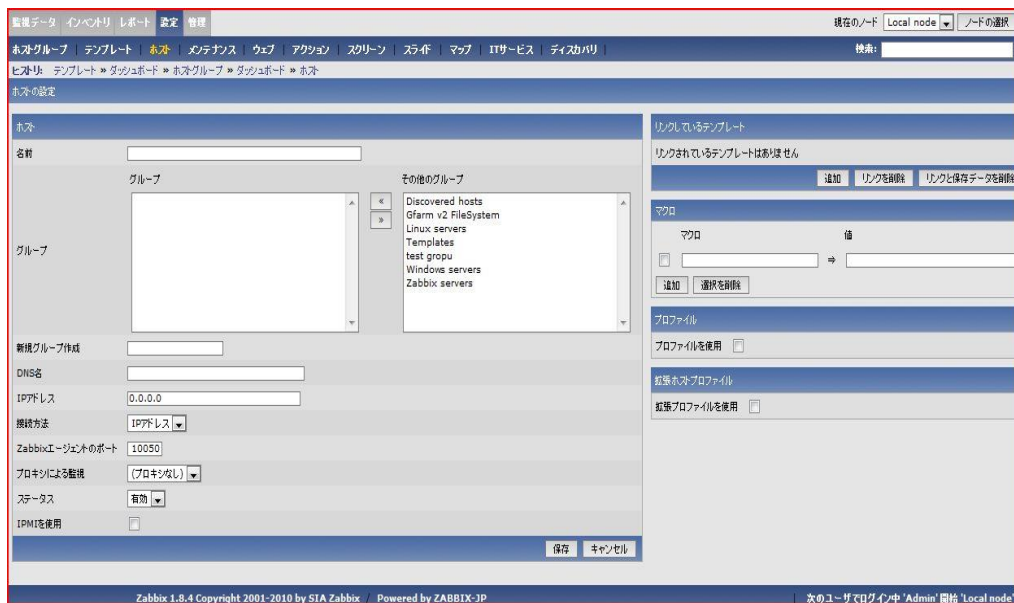 監視データ インベントリ レポート 設定 管理
現在のノード Local node ノードの選択
ホストグループ | テンプレート | ホスト | メンテナンス | ウェブ | アクション | スクリーン | スライド | マップ | ITサービス | ディスカバリ |
検索:
ヒストリ: テンプレート » ダッシュボード » ホストグループ » ダッシュボード » ホスト
ホストの設定
ホスト
名前
グループ
グループ
その他のグループ
«
»
Discovered hosts
Gfarm v2 FileSystem
Linux servers
Templates
test gropu
Windows servers
Zabbix servers
新規グループ作成
DNS名
IPアドレス 0.0.0.0
接続方法 IPアドレス
Zabbixエージェントのポート 10050
プロキシによる監視 (プロキシなし)
ステータス 有効
IPMIを使用
保存 キャンセル
リンクしているテンプレート
リンクされているテンプレートはありません
追加 リンクを削除 リンクと保存データを削除
マクロ
マクロ 値
⇒
追加 選択を削除
プロファイル
プロファイルを使用
拡張ホストプロファイル
拡張プロファイルを使用
Zabbix 1.8.4 Copyright 2001-2010 by SIA Zabbix / Powered by ZABBIX-JP
次のユーザでログイン中 'Admin' 開始 'Local node'